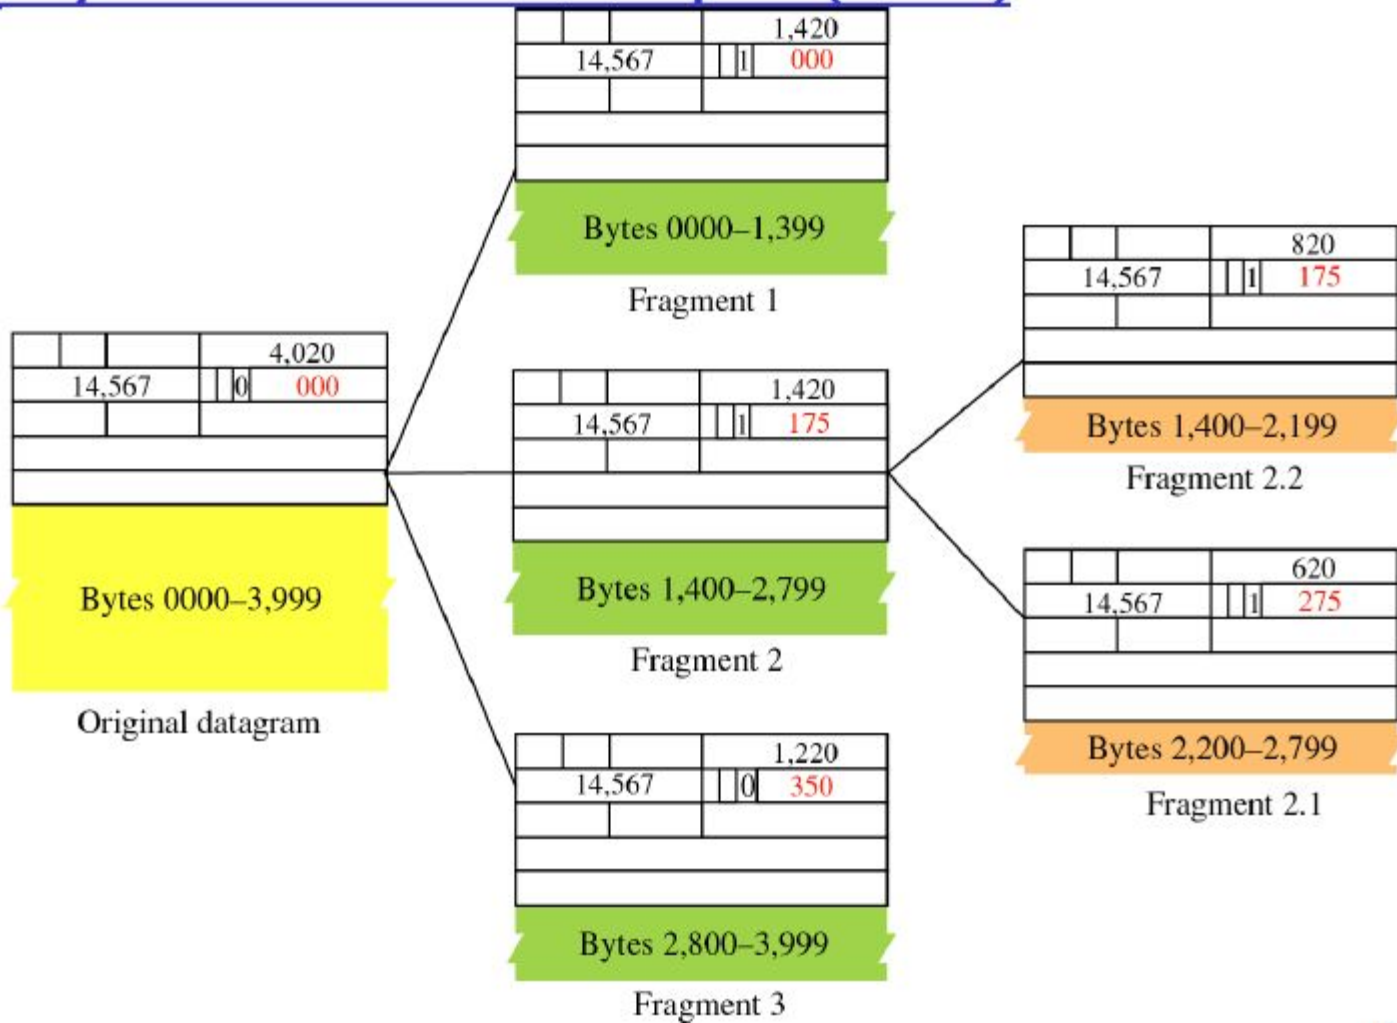 4,020
14,567 0 000
Bytes 0000–3,999
Original datagram
1,420
14,567 1 000
Bytes 0000–1,399
Fragment 1
1,420
14,567 1 175
Bytes 1,400–2,799
Fragment 2
1,220
14,567 0 350
Bytes 2,800–3,999
Fragment 3
820
14,567 1 175
Bytes 1,400–2,199
Fragment 2.2
620
14,567 1 275
Bytes 2,200–2,799
Fragment 2.1